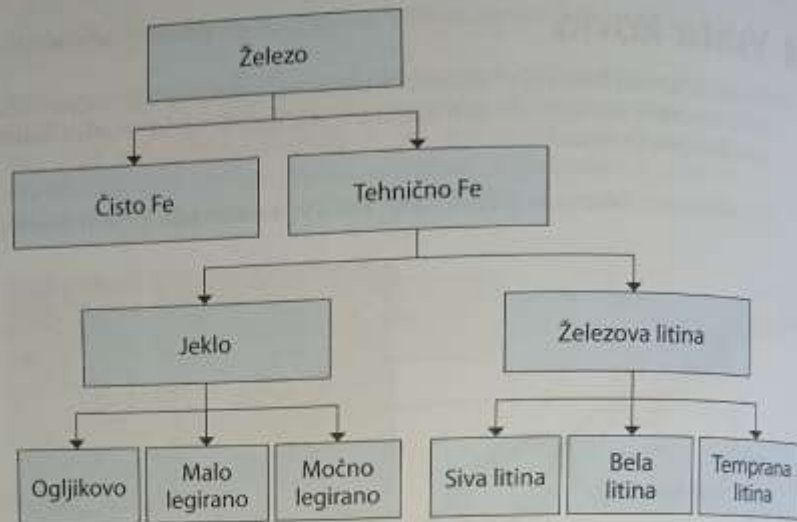 Železo
Čisto Fe
Tehnično Fe
Jeklo
Železova litina
Ogljikovo
Malo
legirano
Močno
legirano
Siva litina
Bela
litina
Temprana
litina